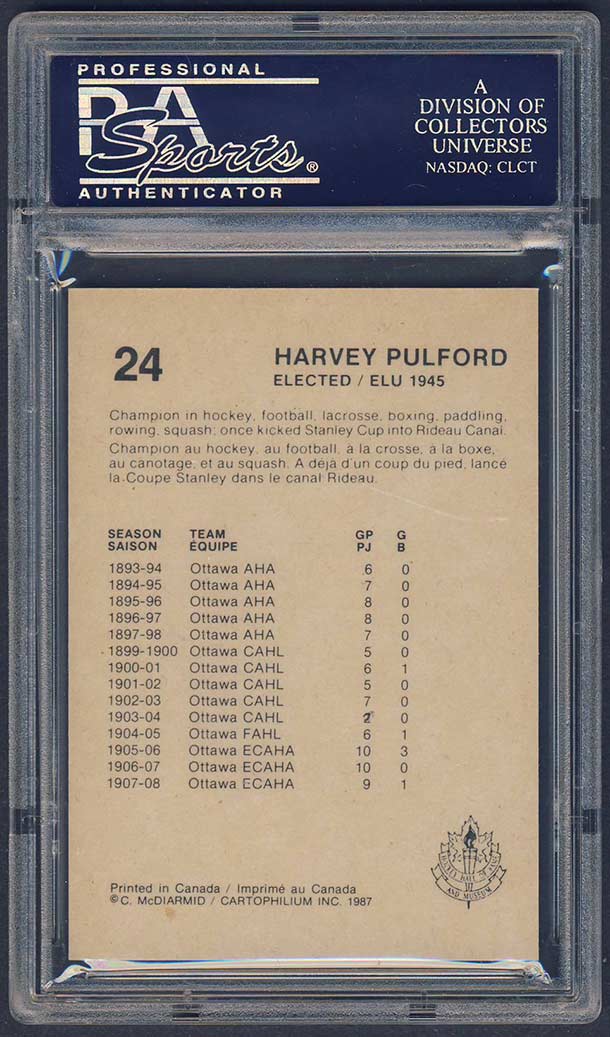 PROFESSIONAL
PSA
Sports®
AUTHENTICATOR
A
DIVISION OF
COLLECTORS
UNIVERSE
NASDAQ: CLCT
24
HARVEY PULFORD
ELECTED / ELU 1945
Champion in hockey, football, lacrosse, boxing, paddling,
rowing, squash; once kicked Stanley Cup into Rideau Canal.
Champion au hockey, au football, à la crosse, à la boxe,
au canotage, et au squash. A déjà d'un coup du pied, lancé
la Coupe Stanley dans le canal Rideau.
SEASON TEAM GP G
SAISON ÉQUIPE PJ B
1893-94 Ottawa AHA 6 0
1894-95 Ottawa AHA 7 0
1895-96 Ottawa AHA 8 0
1896-97 Ottawa AHA 8 0
1897-98 Ottawa AHA 7 0
1899-1900 Ottawa CAHL 5 0
1900-01 Ottawa CAHL 6 1
1901-02 Ottawa CAHL 5 0
1902-03 Ottawa CAHL 7 0
1903-04 Ottawa CAHL 2 0
1904-05 Ottawa FAHL 6 1
1905-06 Ottawa ECAHA 10 3
1906-07 Ottawa ECAHA 10 0
1907-08 Ottawa ECAHA 9 1
HOCKEY HALL OF FAME
AND MUSEUM
Printed in Canada / Imprimé au Canada
©C. McDIARMID / CARTOPHILIUM INC. 1987